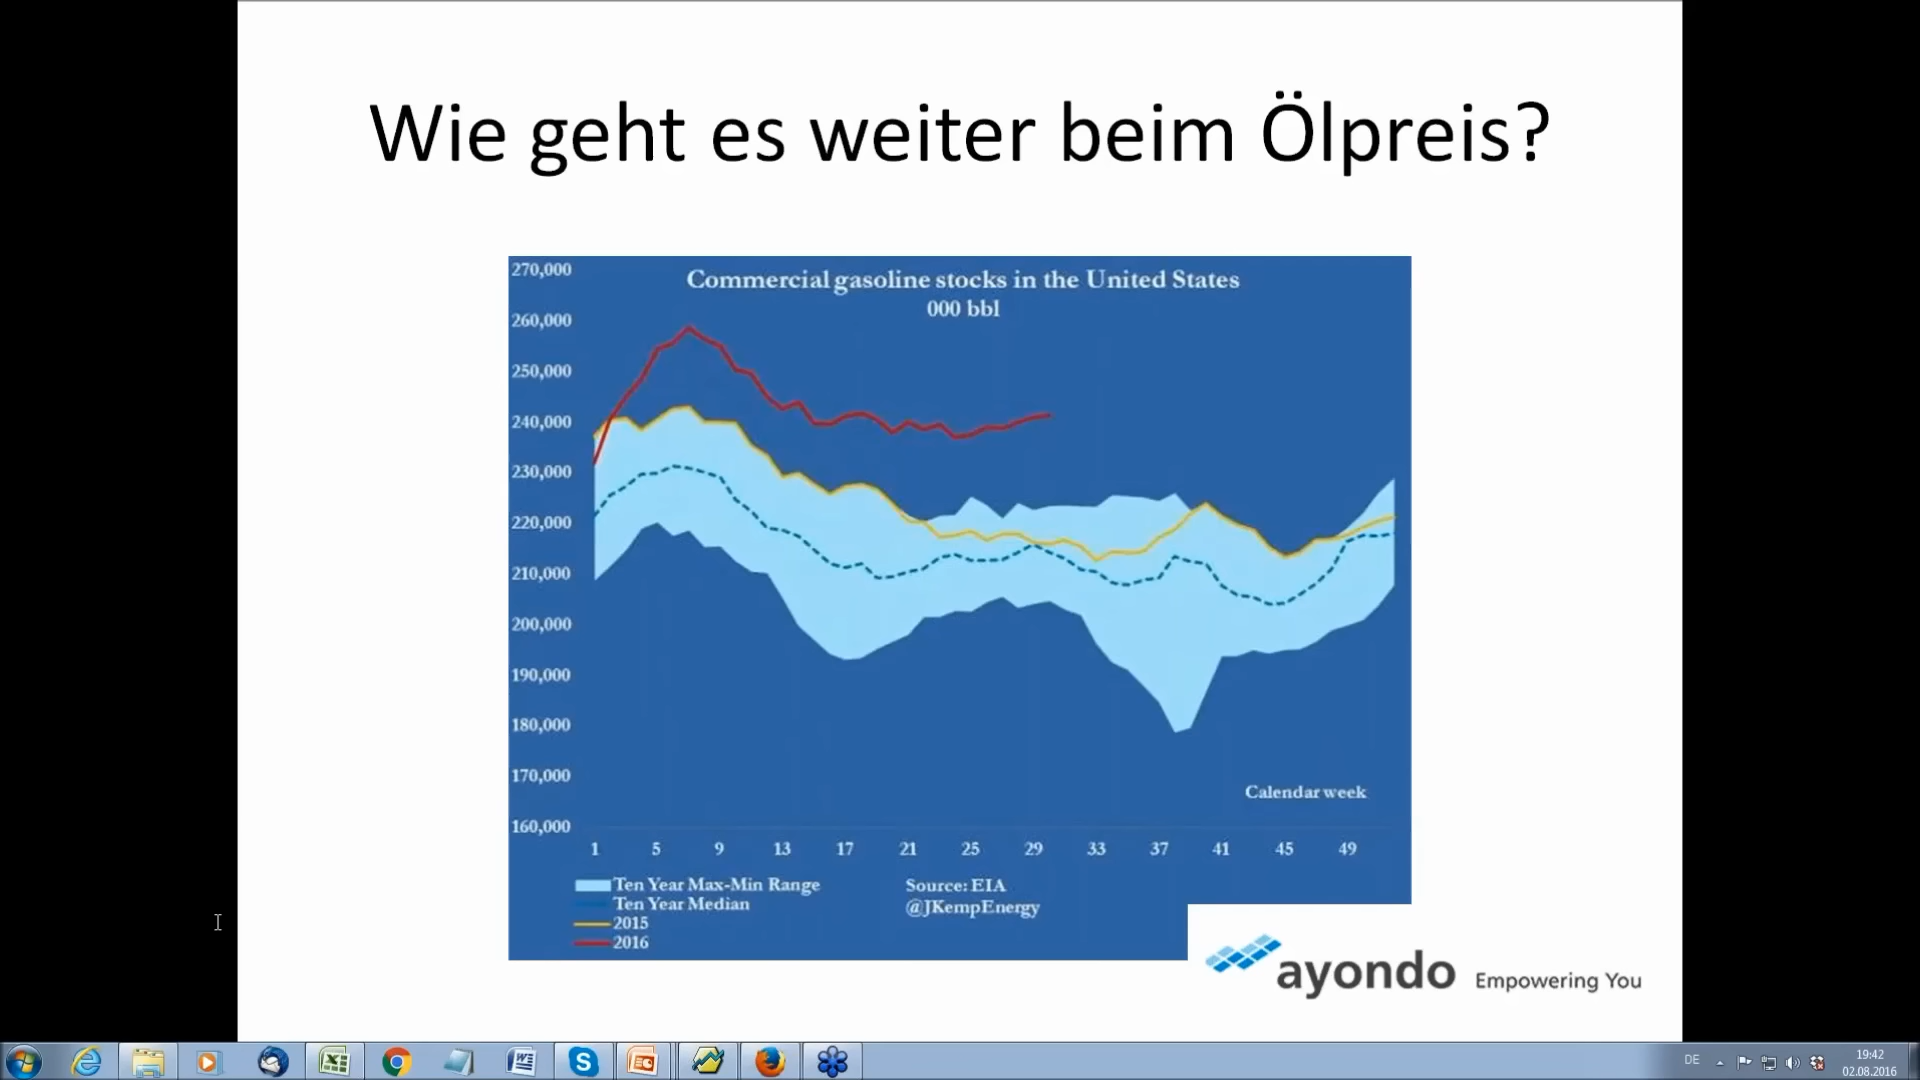 Wie geht es weiter beim Ölpreis?
Commercial gasoline stocks in the United States
000 bbl
270,000
260,000
250,000
240,000
230,000
220,000
210,000
200,000
190,000
180,000
170,000
160,000
Calendar week
1 5 9 13 17 21 25 29 33 37 41 45 49
Ten Year Max-Min Range
Ten Year Median
2015
2016
Source: EIA
@JKempEnergy
ayondo Empowering You
DE
19:42
02.08.2016